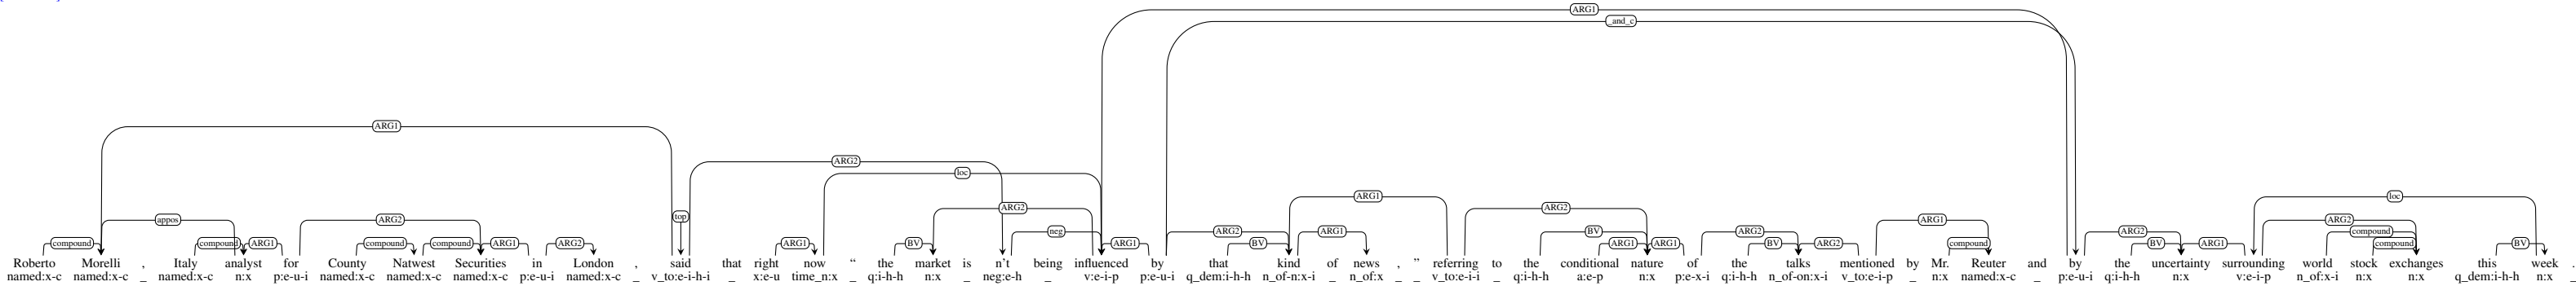 ARG1
_and_c
ARG1
ARG2
loc
ARG1 loc
top
ARG2 ARG2 ARG1
appos ARG2 ARG1 ARG2
neg ARG2 BV ARG2 ARG2 compound
compound compound ARG1 compound compound ARG1 ARG2 ARG1 BV ARG1 BV ARG1 ARG1 BV ARG2 compound BV ARG1 compound BV
Roberto Morelli , Italy analyst for County Natwest Securities in London , said that right now “ the market is n’t being influenced by that kind of news , ” referring to the conditional nature of the talks mentioned by Mr. Reuter and by the uncertainty surrounding world stock exchanges this week .
named:x-c named:x-c _ named:x-c n:x p:e-u-i named:x-c named:x-c named:x-c p:e-u-i named:x-c _ v_to:e-i-h-i _ x:e-u time_n:x _ q:i-h-h n:x _ neg:e-h _ v:e-i-p p:e-u-i q_dem:i-h-h n_of-n:x-i _ n_of:x _ _ v_to:e-i-i _ q:i-h-h a:e-p n:x p:e-x-i q:i-h-h n_of-on:x-i v_to:e-i-p _ n:x named:x-c _ p:e-u-i q:i-h-h n:x v:e-i-p n_of:x-i n:x n:x q_dem:i-h-h n:x _